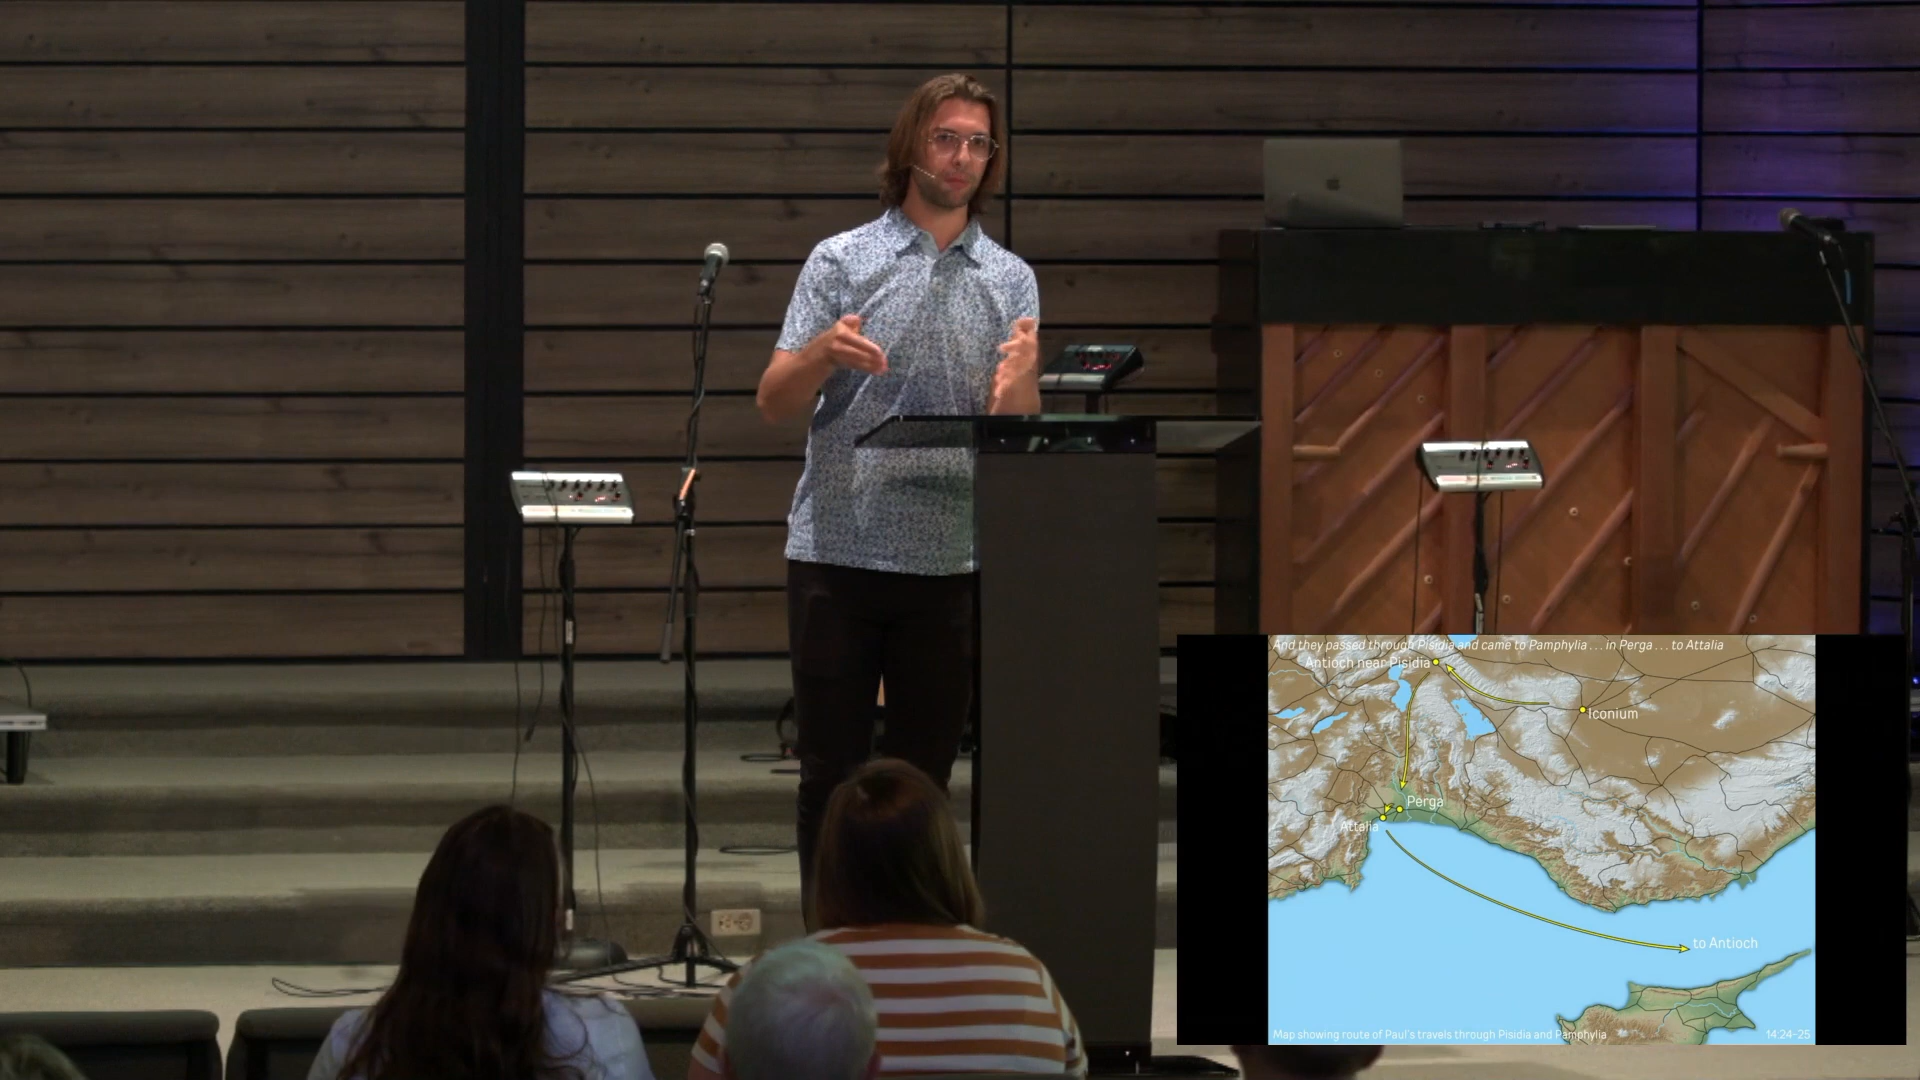 And they passed through Pisidia and came to Pamphylia . . . in Perga . . . to Attalia
Antioch near Pisidia
Iconium
Perga
Attalia
to Antioch
Map showing route of Paul's travels through Pisidia and Pamphylia
14:24-25